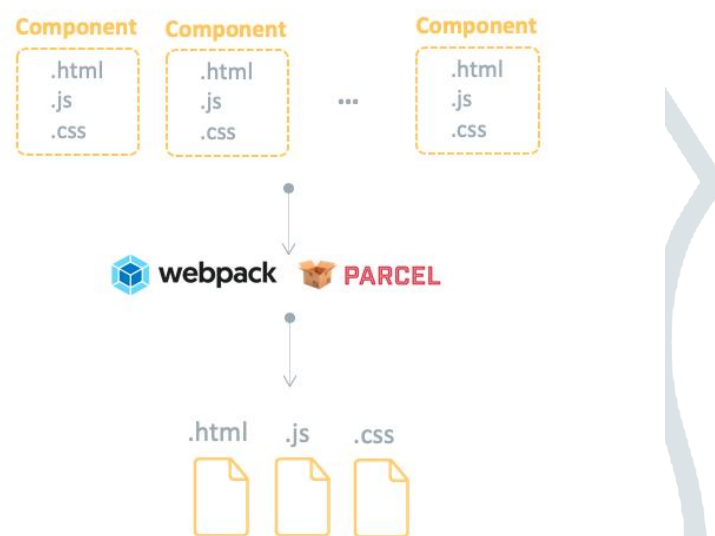 Component
.html
.js
.css
Component
.html
.js
.css
...
Component
.html
.js
.css
webpack
PARCEL
.html
.js
.css